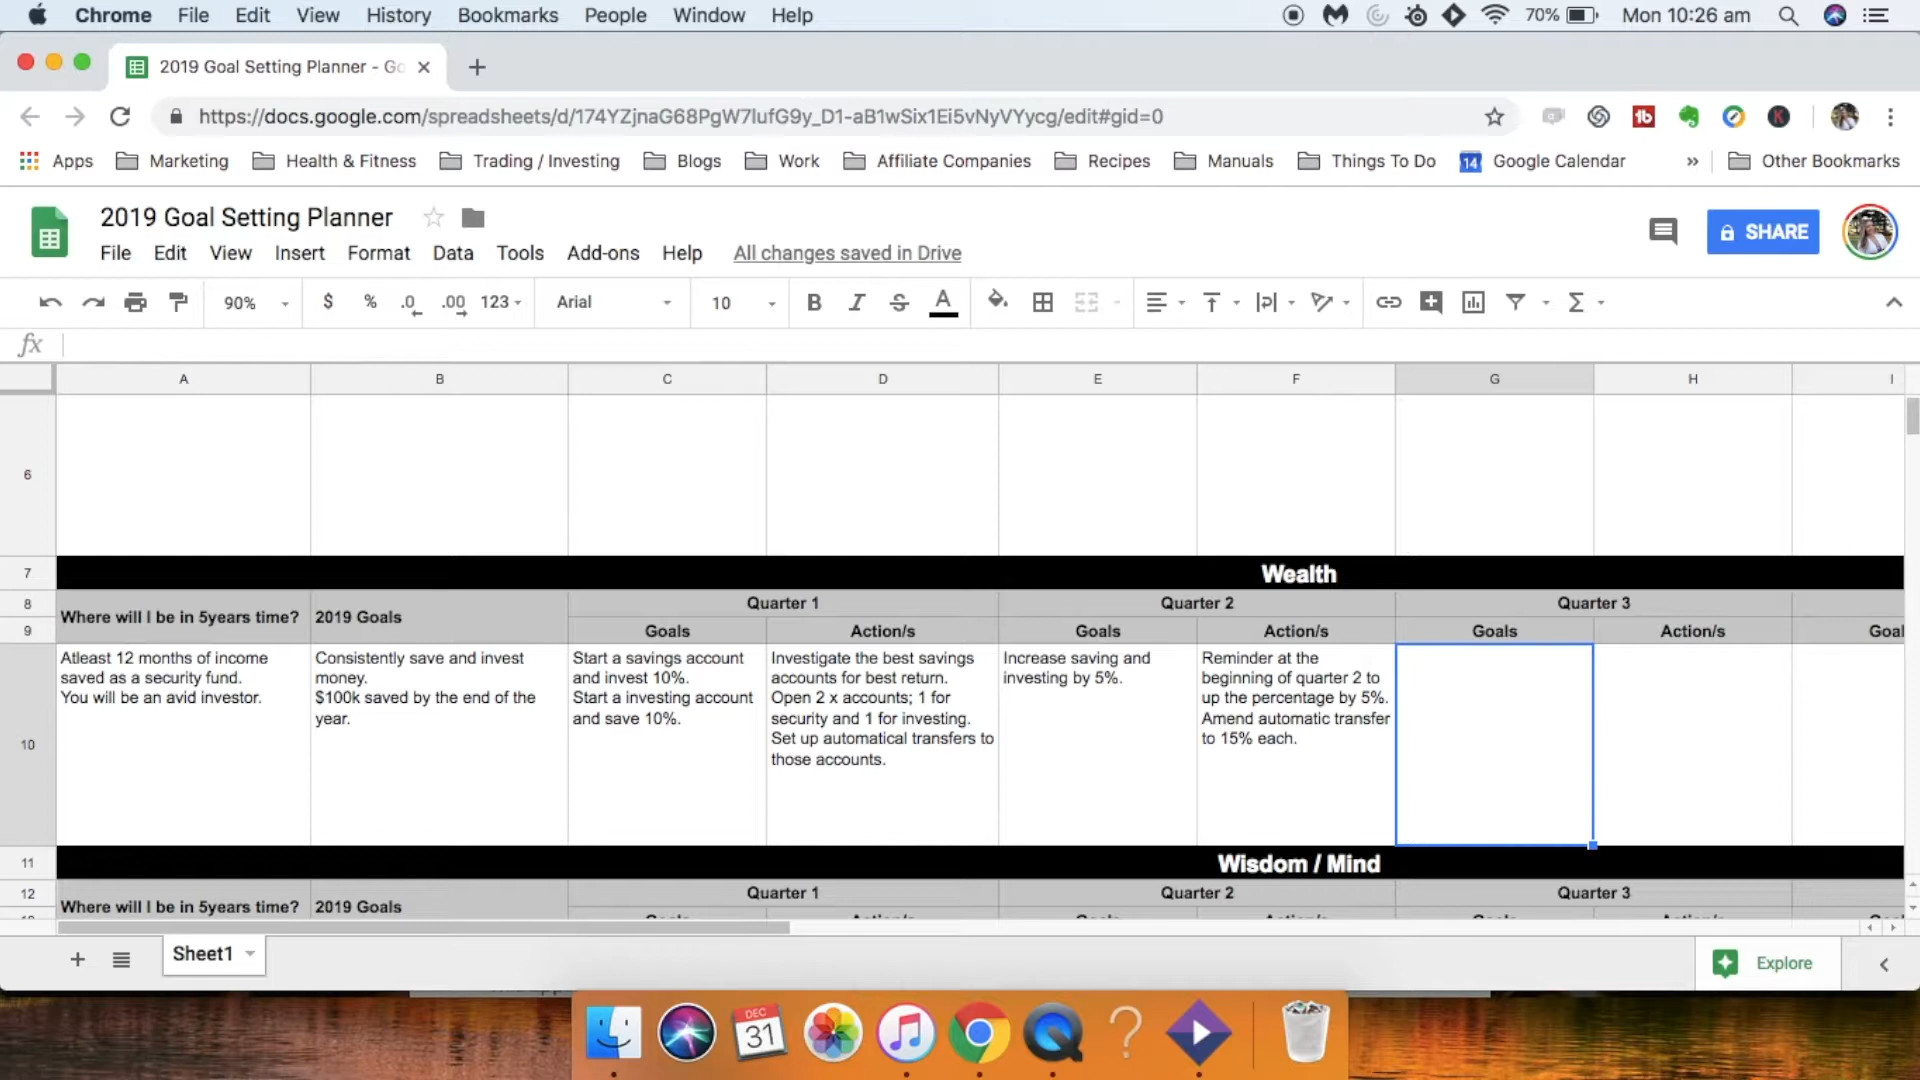 Chrome File Edit View History Bookmarks People Window Help 70% Mon 10:26 am
2019 Goal Setting Planner - Go
https://docs.google.com/spreadsheets/d/174YZjnaG68PgW7lufG9y_D1-aB1wSix1Ei5vNyVYycg/edit#gid=0
Apps Marketing Health & Fitness Trading / Investing Blogs Work Affiliate Companies Recipes Manuals Things To Do 14 Google Calendar » Other Bookmarks
2019 Goal Setting Planner
SHARE
File Edit View Insert Format Data Tools Add-ons Help All changes saved in Drive
90% $ % .0 .00 123 Arial 10 B I S A Σ
fx
A B C D E F G H I
6
7 Wealth
8 Where will I be in 5years time? 2019 Goals Quarter 1 Quarter 2 Quarter 3
9 Goals Action/s Goals Action/s Goals Action/s Goal
10
Atleast 12 months of income
saved as a security fund.
You will be an avid investor.
Consistently save and invest
money.
$100k saved by the end of the
year.
Start a savings account
and invest 10%.
Start a investing account
and save 10%.
Investigate the best savings
accounts for best return.
Open 2 x accounts; 1 for
security and 1 for investing.
Set up automatical transfers to
those accounts.
Increase saving and
investing by 5%.
Reminder at the
beginning of quarter 2 to
up the percentage by 5%.
Amend automatic transfer
to 15% each.
11 Wisdom / Mind
12 Where will I be in 5years time? 2019 Goals Quarter 1 Quarter 2 Quarter 3
Sheet1
Explore
DEC
31